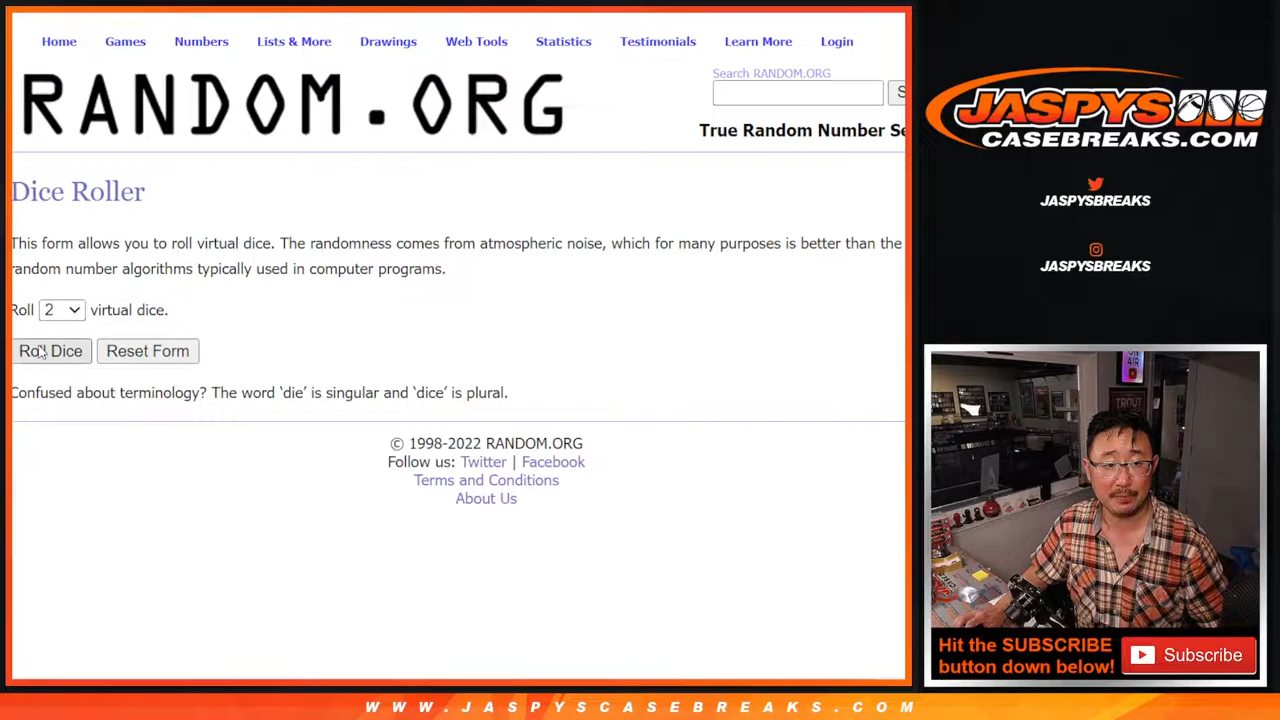 Home Games Numbers Lists & More Drawings Web Tools Statistics Testimonials Learn More Login
RANDOM.ORG
Search RANDOM.ORG
S
True Random Number Se
Dice Roller
This form allows you to roll virtual dice. The randomness comes from atmospheric noise, which for many purposes is better than the
random number algorithms typically used in computer programs.
Roll 2 virtual dice.
Roll Dice Reset Form
Confused about terminology? The word ‘die’ is singular and ‘dice’ is plural.
© 1998-2022 RANDOM.ORG
Follow us: Twitter | Facebook
Terms and Conditions
About Us
JASPYS
CASEBREAKS.COM
JASPYSBREAKS
JASPYSBREAKS
ON
AIR
TROUT
Hit the SUBSCRIBE
button down below!
Subscribe
WWW.JASPYSCASEBREAKS.COM